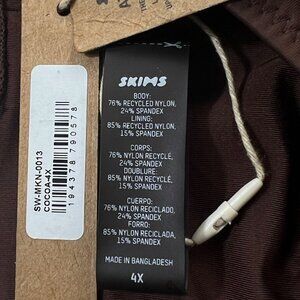 SKIMS
BODY:
76% RECYCLED NYLON,
24% SPANDEX
LINING:
85% RECYCLED NYLON,
15% SPANDEX
CORPS:
76% NYLON RECYCLÉ,
24% SPANDEX
DOUBLURE:
85% NYLON RECYCLÉ,
15% SPANDEX
CUERPO:
76% NYLON RECICLADO,
24% SPANDEX
FORRO:
85% NYLON RECICLADO,
15% SPANDEX
MADE IN BANGLADESH
4X
SW-MKN-0013
COCOA-4X
194378 790578